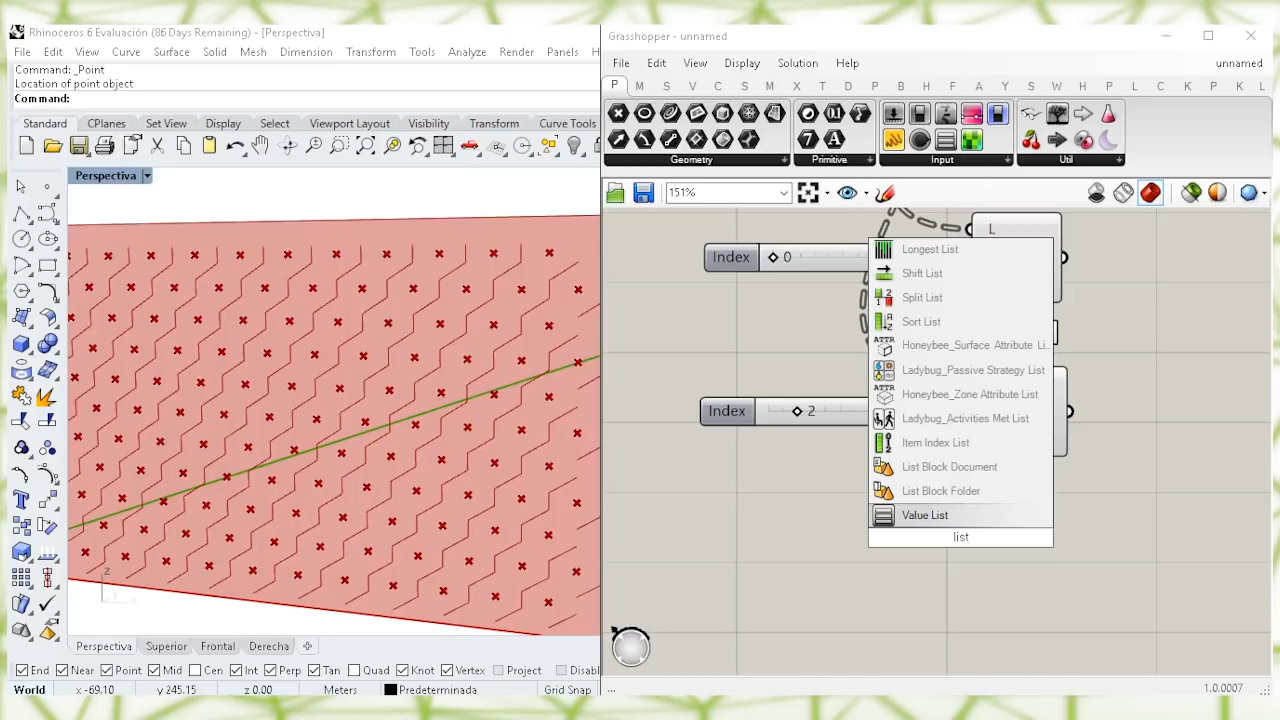 Rhinoceros 6 Evaluación (86 Days Remaining) - [Perspectiva]
File Edit View Curve Surface Solid Mesh Dimension Transform Tools Analyze Render Panels H
Command: _Point
Location of point object
Command:
Standard CPlanes Set View Display Select Viewport Layout Visibility Transform Curve Tools
Perspectiva
z
Perspectiva Superior Frontal Derecha
End Near Point Mid Cen Int Perp Tan Quad Knot Vertex Project Disabl
World x -69.10 y 245.15 z 0.00 Meters Predeterminada Grid Snap
Grasshopper - unnamed
File Edit View Display Solution Help unnamed
P M S V C S T M I X T D P B H F A Y S W H P L C P K L
Geometry Primitive Input Util
151%
L
Index 0
Index 2
Longest List
Shift List
Split List
Sort List
Honeybee_Surface Attribute Li...
Ladybug_Passive Strategy List
Honeybee_Zone Attribute List
Ladybug_Activities Met List
Item Index List
List Block Document
List Block Folder
Value List
list
... 1.0.0007